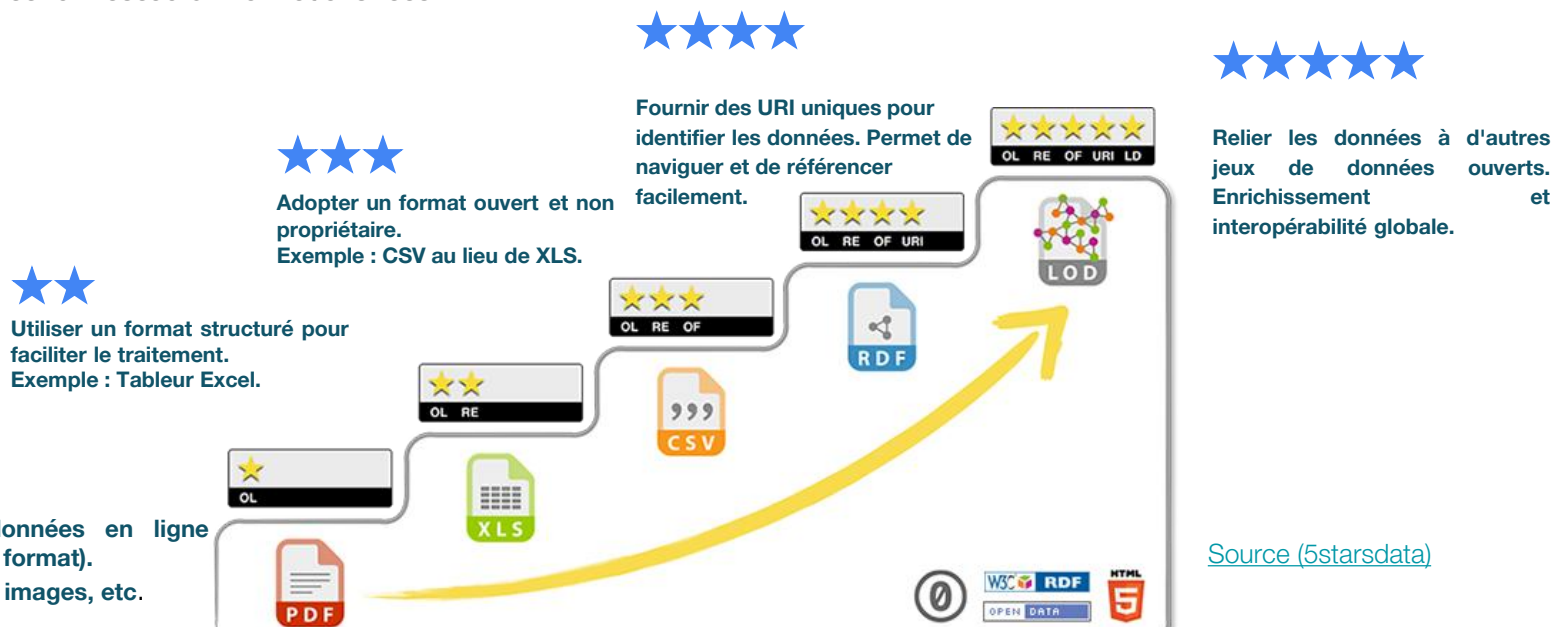 Fournir des URI uniques pour
identifier les données. Permet de
naviguer et de référencer
facilement.
OL RE OF URI LD
Relier les données à d'autres
jeux de données ouverts.
Enrichissement et
interopérabilité globale.
Adopter un format ouvert et non
propriétaire.
Exemple : CSV au lieu de XLS.
OL RE OF URI
LOD
Utiliser un format structuré pour
faciliter le traitement.
Exemple : Tableur Excel.
OL RE OF
RDF
OL RE
,,,
CSV
OL
XLS
données en ligne
format).
images, etc.
PDF
Source (5starsdata)
0
W3C RDF
OPEN DATA
HTML
5